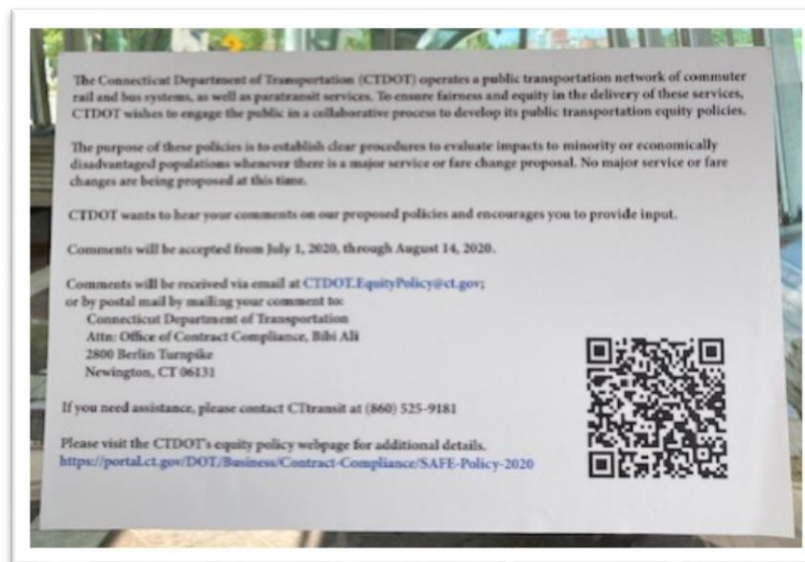 The Connecticut Department of Transportation (CTDOT) operates a public transportation network of commuter
rail and bus systems, as well as paratransit services. To ensure fairness and equity in the delivery of these services,
CTDOT wishes to engage the public in a collaborative process to develop its public transportation equity policies.
The purpose of these policies is to establish clear procedures to evaluate impacts to minority or economically
disadvantaged populations whenever there is a major service or fare change proposal. No major service or fare
changes are being proposed at this time.
CTDOT wants to hear your comments on our proposed policies and encourages you to provide input.
Comments will be accepted from July 1, 2020, through August 14, 2020.
Comments will be received via email at CTDOT.EquityPolicy@ct.gov;
or by postal mail by mailing your comment to:
Connecticut Department of Transportation
Attn: Office of Contract Compliance, Bibi Ali
2800 Berlin Turnpike
Newington, CT 06131
If you need assistance, please contact CTtransit at (860) 525-9181
Please visit the CTDOT's equity policy webpage for additional details.
https://portal.ct.gov/DOT/Business/Contract-Compliance/SAFE-Policy-2020